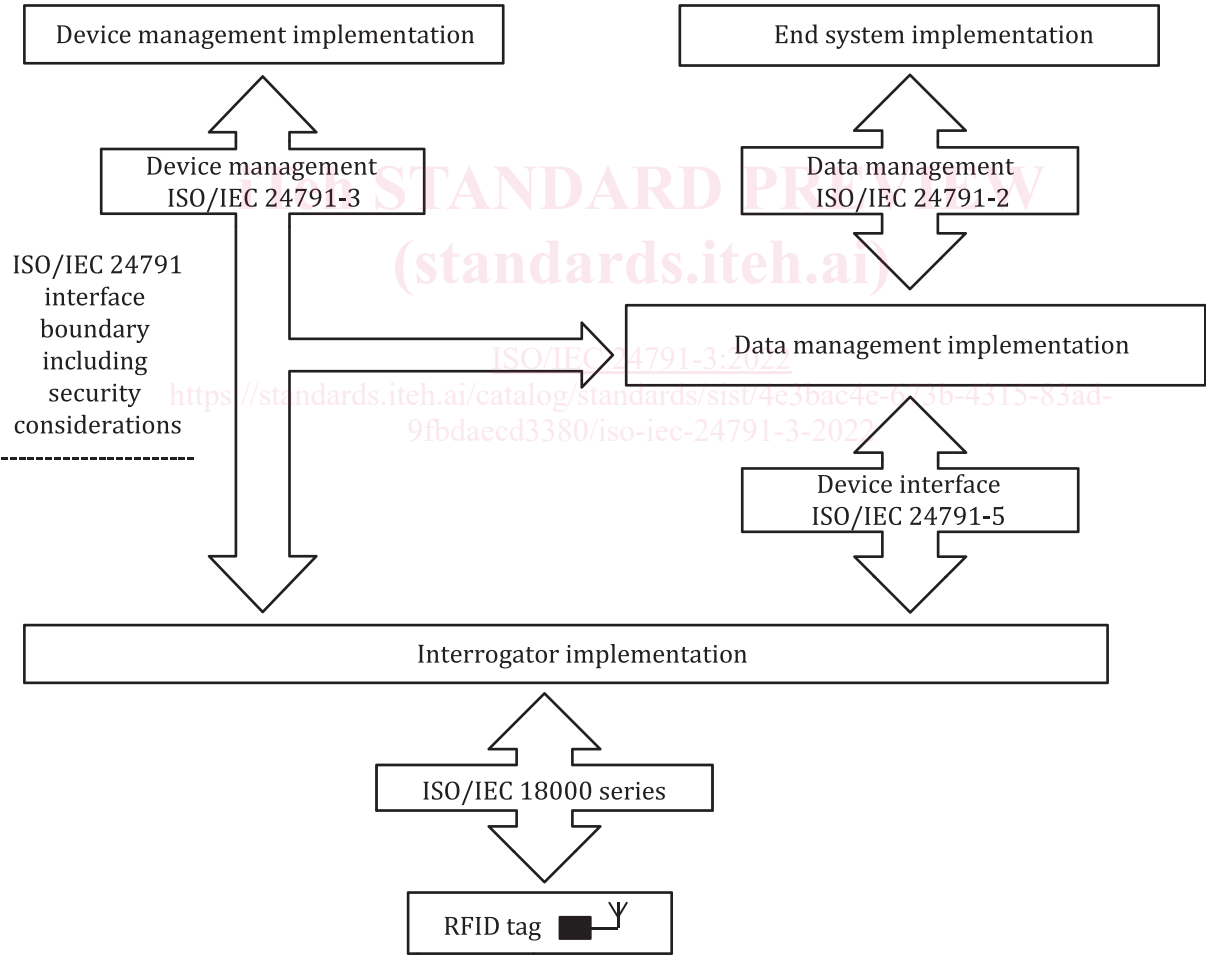 Device management implementation
End system implementation
Device management
ISO/IEC 24791-3
Data management
ISO/IEC 24791-2
iTeh STANDARD PREVIEW
(standards.iteh.ai)
ISO/IEC 24791
interface
boundary
including
security
considerations
Data management implementation
ISO/IEC 24791-3:2022
https://standards.iteh.ai/catalog/standards/sist/4e3bac4e-673b-4315-83ad-
9fbdaecd3380/iso-iec-24791-3-2022
Device interface
ISO/IEC 24791-5
Interrogator implementation
ISO/IEC 18000 series
RFID tag